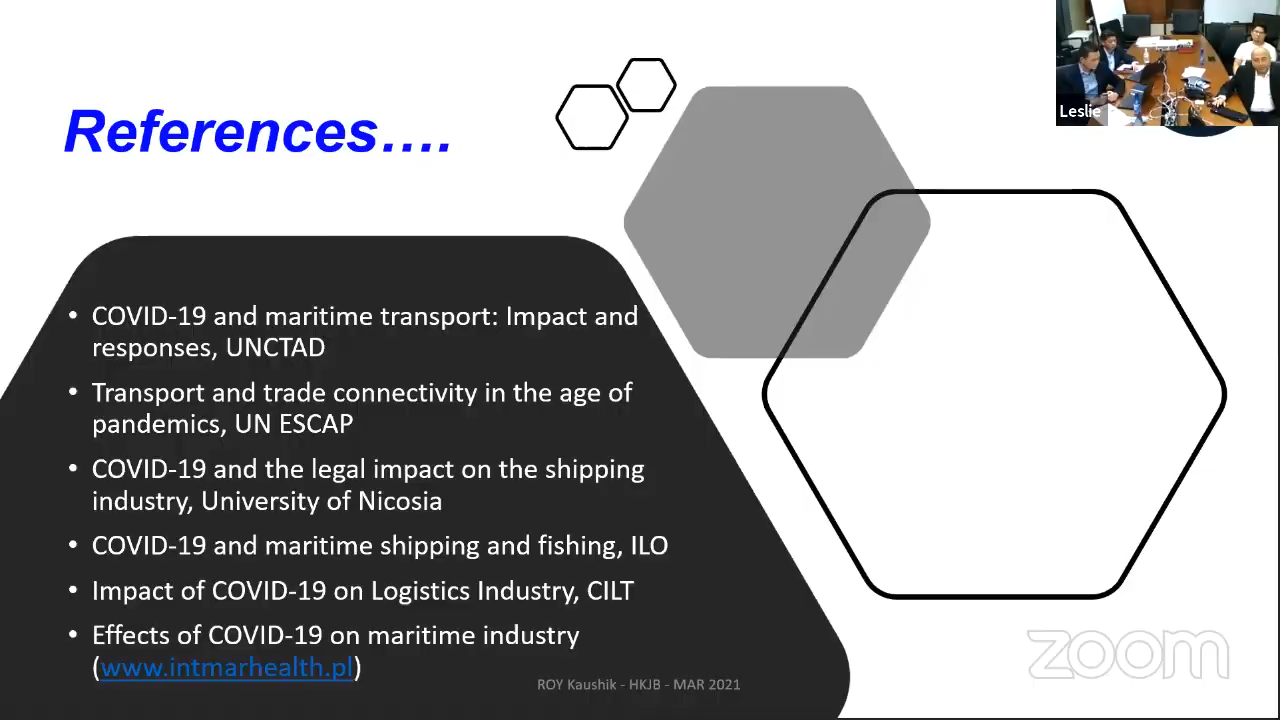 Leslie
References….
• COVID-19 and maritime transport: Impact and
responses, UNCTAD
• Transport and trade connectivity in the age of
pandemics, UN ESCAP
• COVID-19 and the legal impact on the shipping
industry, University of Nicosia
• COVID-19 and maritime shipping and fishing, ILO
• Impact of COVID-19 on Logistics Industry, CILT
• Effects of COVID-19 on maritime industry
(www.intmarhealth.pl)
ROY Kaushik - HKJB - MAR 2021
zoom